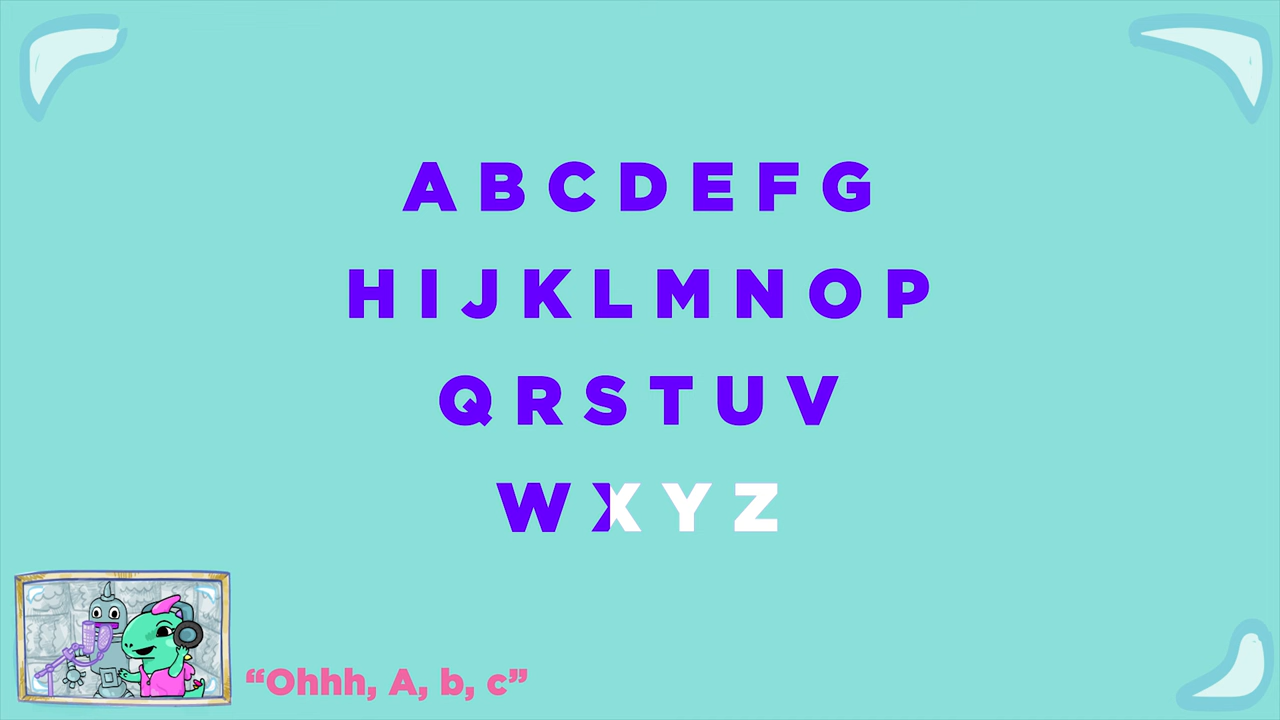 A B C D E F G
H I J K L M N O P
Q R S T U V
W X Y Z
“Ohhh, A, b, c”